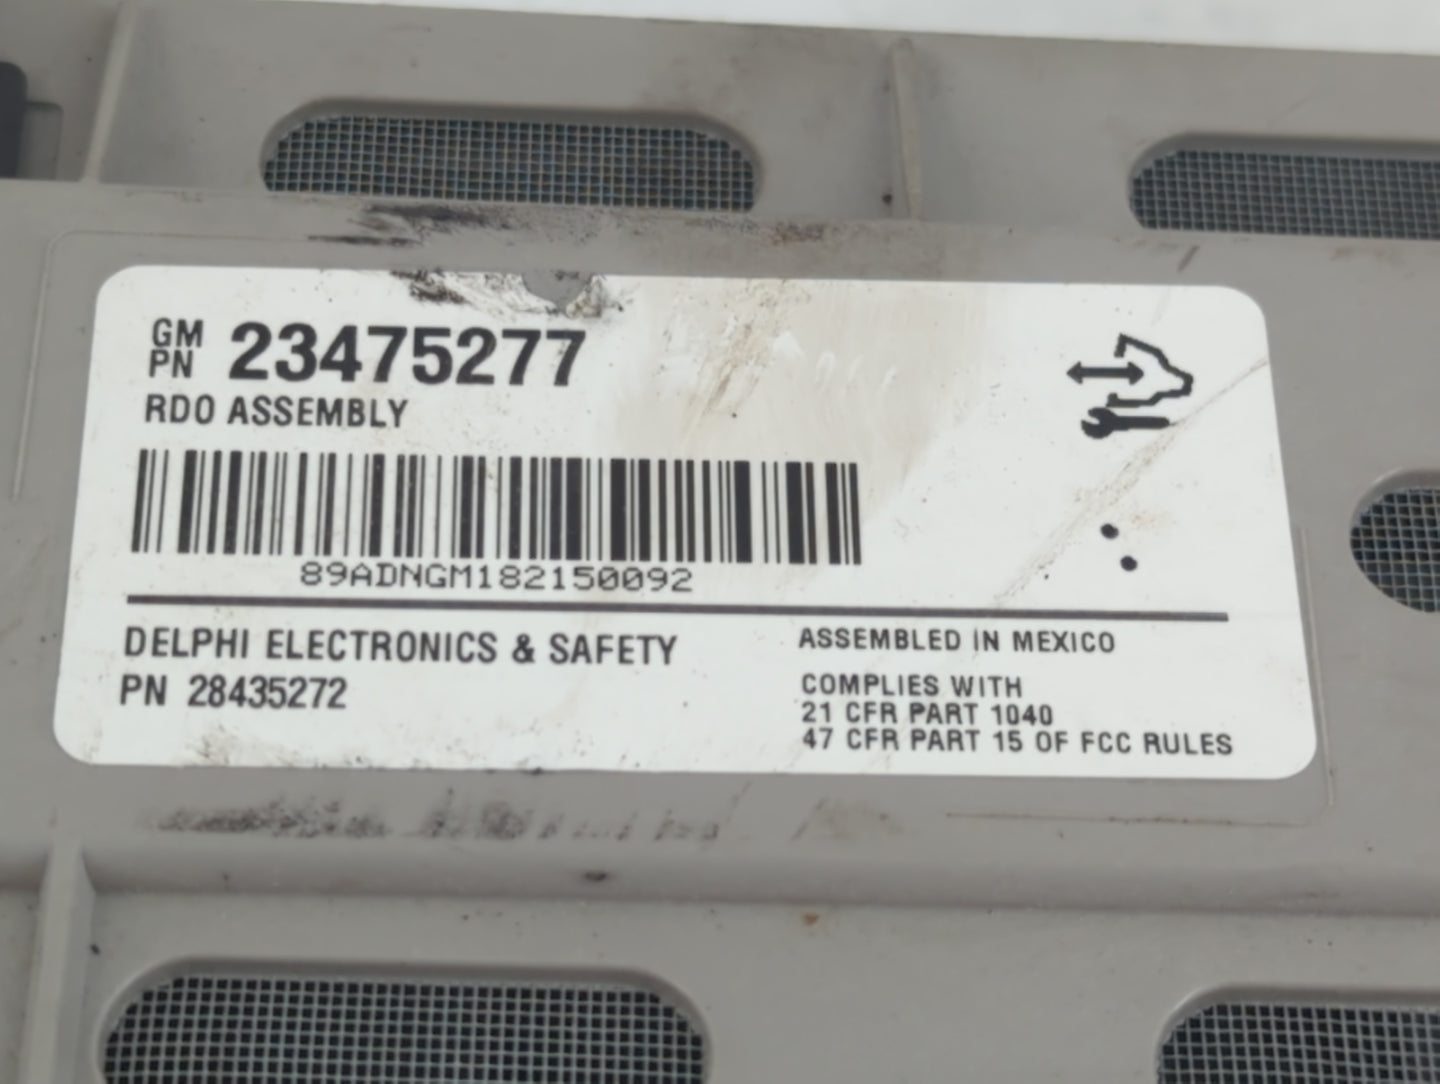 GM PN 23475277
RDO ASSEMBLY
89ADNGM182150092
DELPHI ELECTRONICS & SAFETY
PN 28435272
ASSEMBLED IN MEXICO
COMPLIES WITH
21 CFR PART 1040
47 CFR PART 15 OF FCC RULES